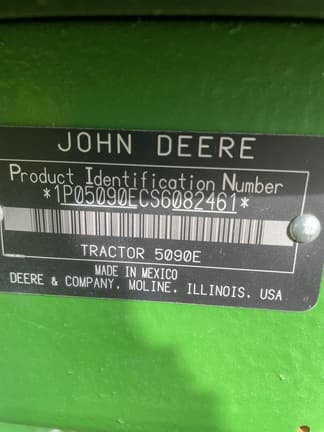 JOHN DEERE
Product Identification Number
*1P05090ECS6082461*
TRACTOR 5090E
MADE IN MEXICO
DEERE & COMPANY, MOLINE, ILLINOIS, USA